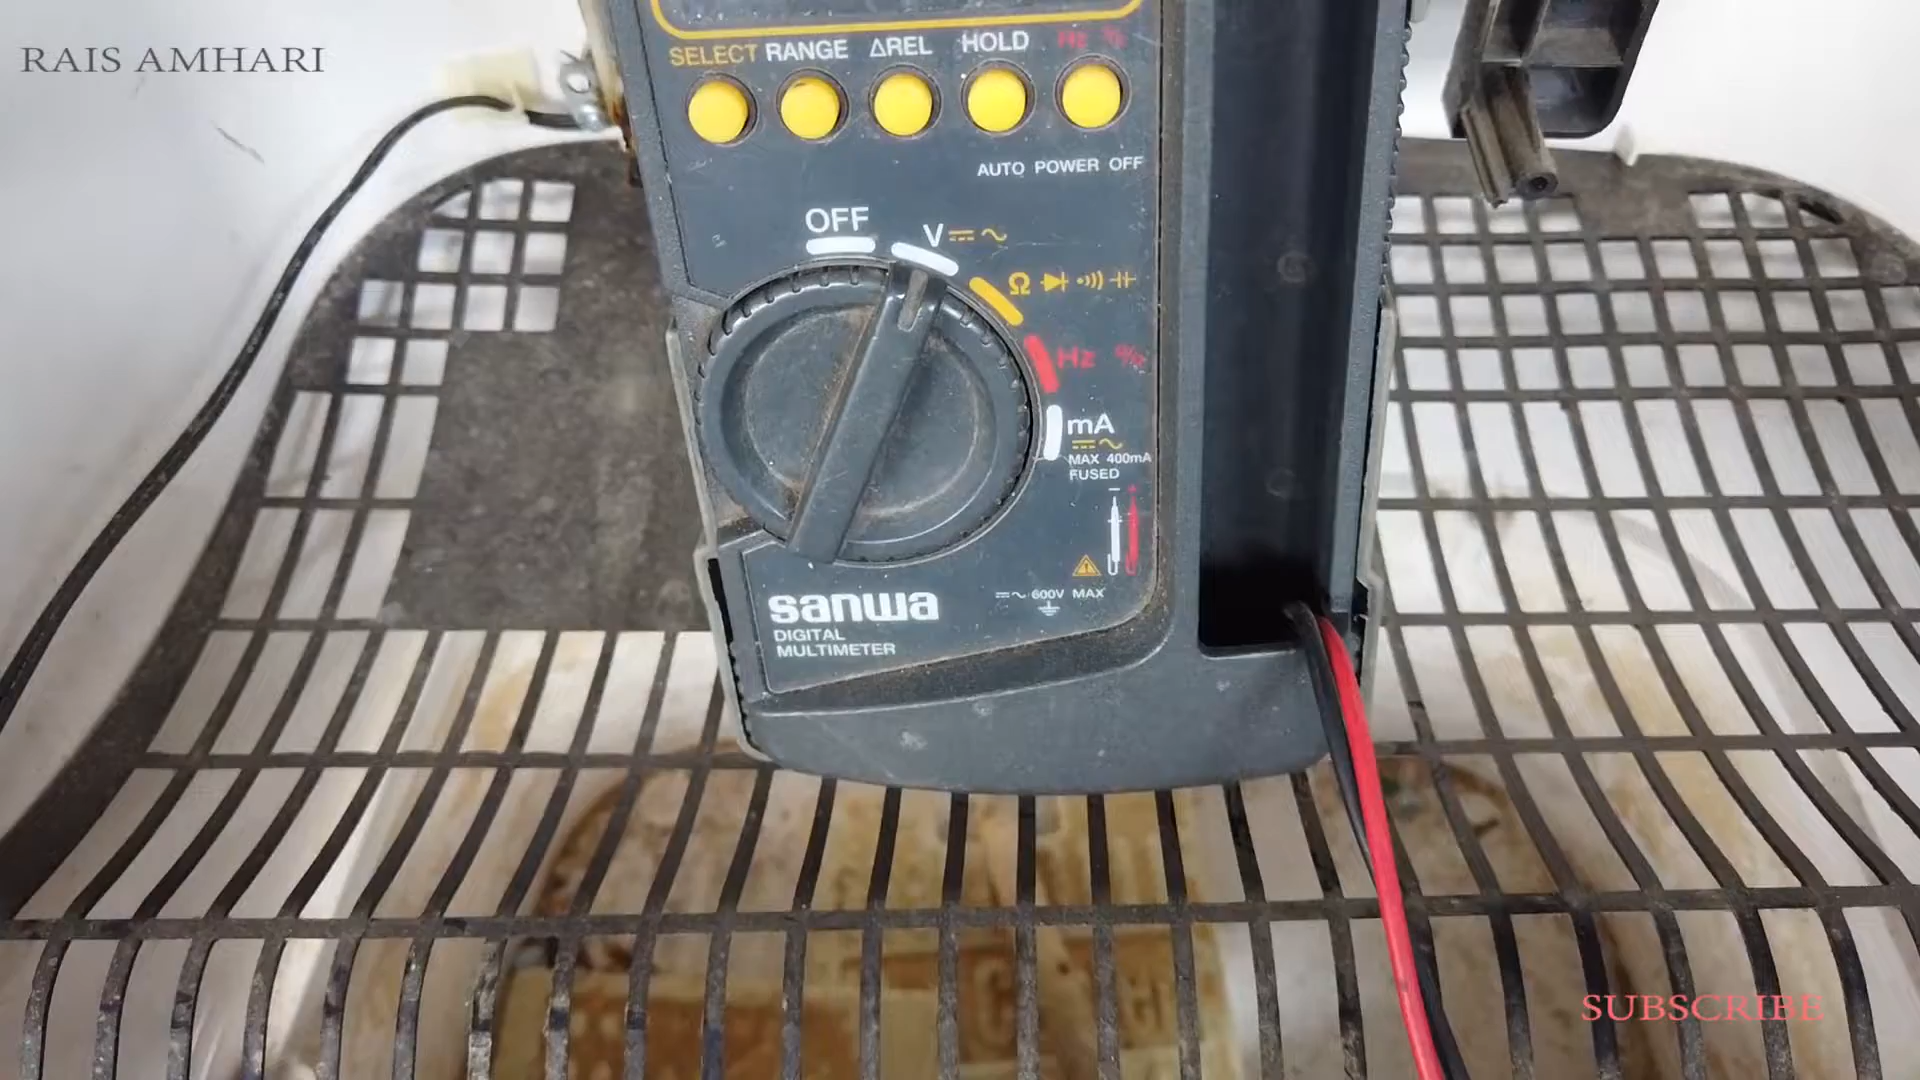 RAIS AMHARI
SELECT RANGE ΔREL HOLD Hz %
AUTO POWER OFF
OFF
V
Ω
Hz %
mA
MAX 400mA
FUSED
600V MAX
sanwa
DIGITAL
MULTIMETER
SUBSCRIBE